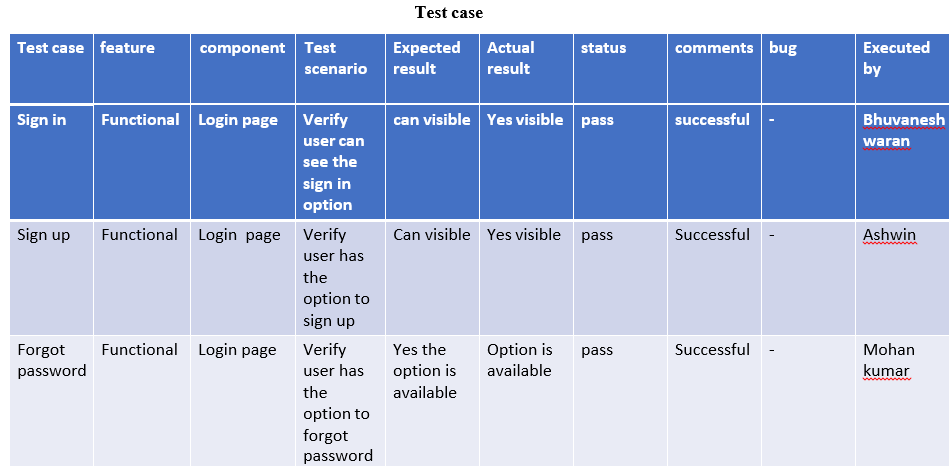 Test case
Test case feature component Test scenario Expected result Actual result status comments bug Executed by
Sign in Functional Login page Verify user can see the sign in option can visible Yes visible pass successful - Bhuvanesh waran
Sign up Functional Login page Verify user has the option to sign up Can visible Yes visible pass Successful - Ashwin
Forgot password Functional Login page Verify user has the option to forgot password Yes the option is available Option is available pass Successful - Mohan kumar